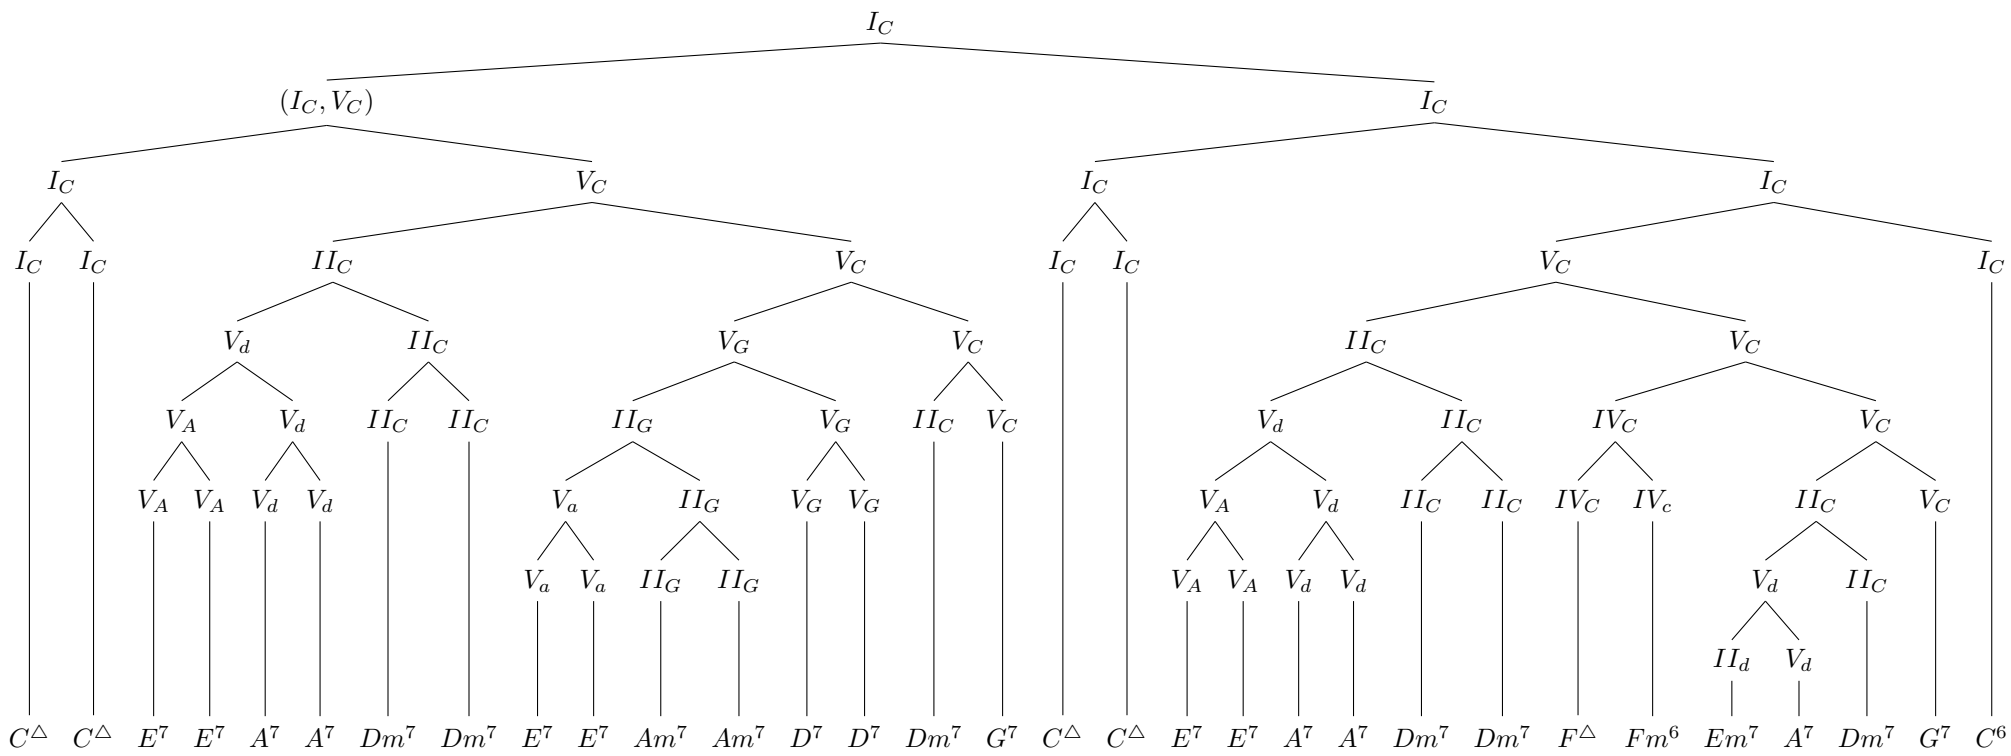 I_C
(I_C, V_C) I_C
I_C V_C I_C I_C
I_C I_C II_C V_C I_C I_C V_C I_C
V_d II_C V_G V_C II_C V_C
V_A V_d II_C II_C II_G V_G II_C V_C V_d II_C IV_C V_C
V_A V_A V_d V_d V_a II_G V_G V_G V_A V_d II_C II_C IV_C IV_c II_C V_C
V_a V_a II_G II_G V_A V_A V_d V_d V_d II_C
II_d V_d
C^△ C^△ E^7 E^7 A^7 A^7 Dm^7 Dm^7 E^7 E^7 Am^7 Am^7 D^7 D^7 Dm^7 G^7 C^△ C^△ E^7 E^7 A^7 A^7 Dm^7 Dm^7 F^△ Fm^6 Em^7 A^7 Dm^7 G^7 C^6